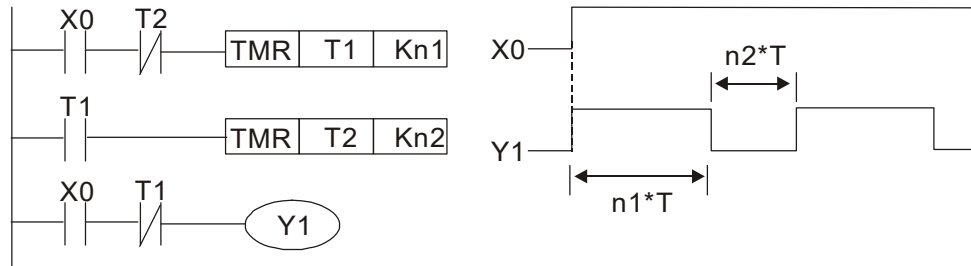 X0 T2
TMR T1 Kn1
T1
TMR T2 Kn2
X0 T1
Y1
X0
n2*T
Y1
n1*T